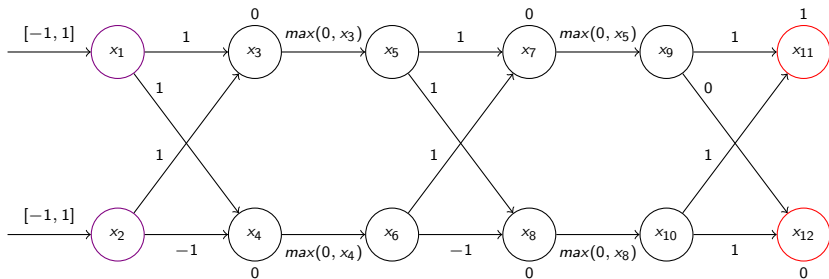 0 0 1
[−1, 1] x1 1 x3 max(0, x3) x5 1 x7 max(0, x5) x9 1 x11
1 1 0
1 1 1
[−1, 1] x2 −1 x4 max(0, x4) x6 −1 x8 max(0, x8) x10 1 x12
0 0 0